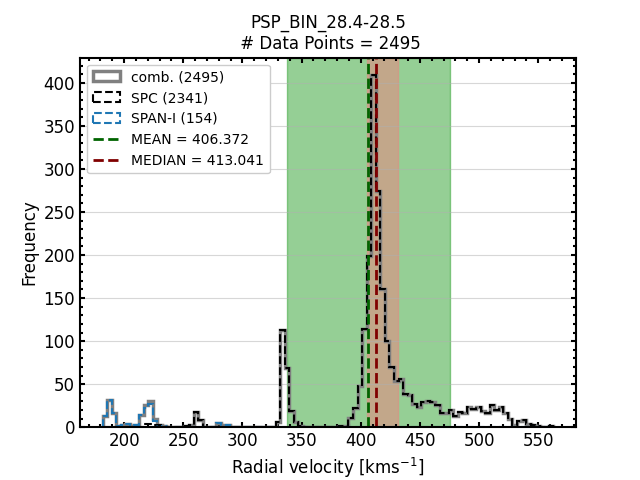 PSP_BIN_28.4-28.5
# Data Points = 2495
comb. (2495)
SPC (2341)
SPAN-I (154)
MEAN = 406.372
MEDIAN = 413.041
Frequency
400
350
300
250
200
150
100
50
0
200 250 300 350 400 450 500 550
Radial velocity [kms⁻¹]